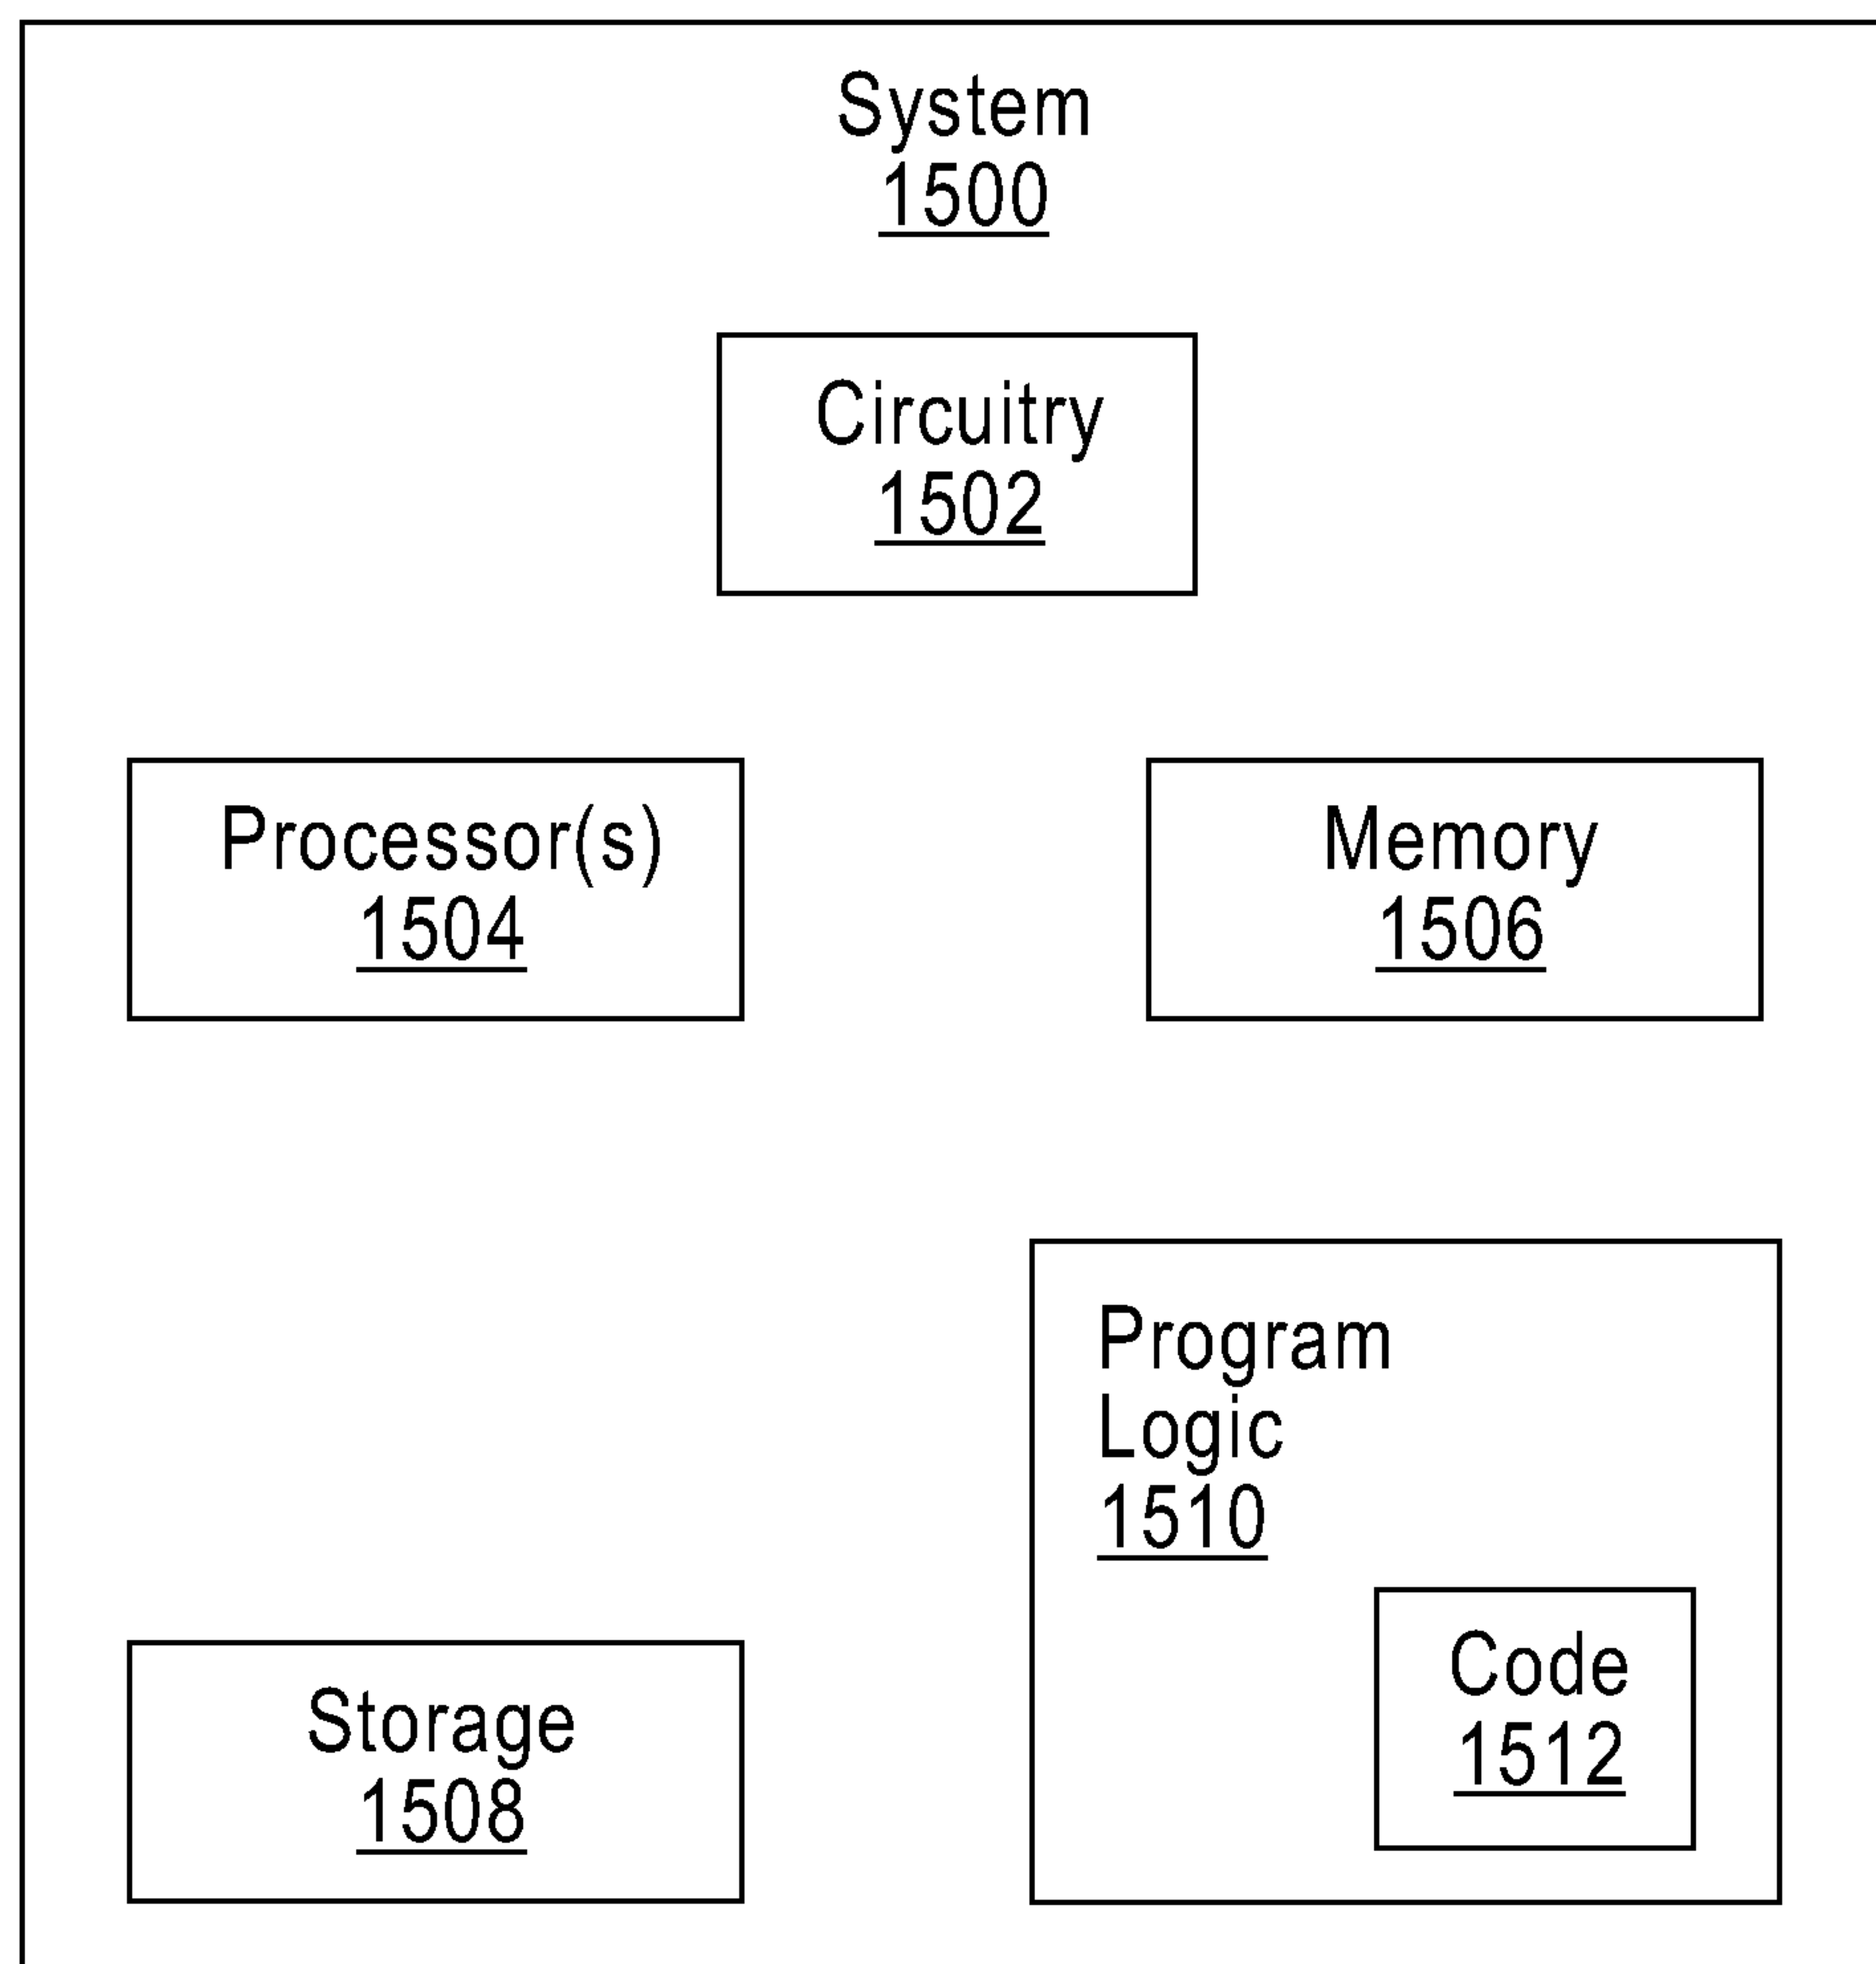 System
1500
Circuitry
1502
Processor(s)
1504
Memory
1506
Program
Logic
1510
Code
1512
Storage
1508